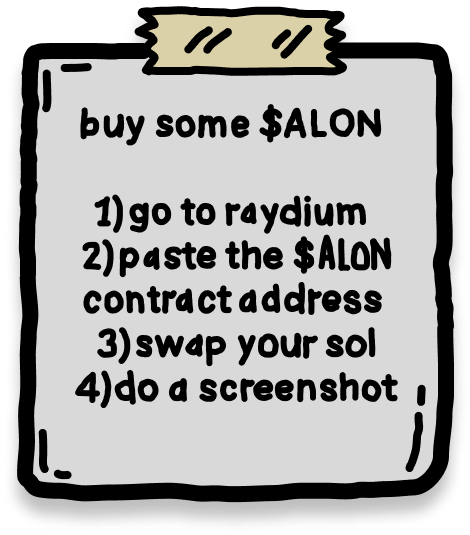 buy some $ALON
1)go to raydium
2)paste the $ALON
contract address
3)swap your sol
4)do a screenshot